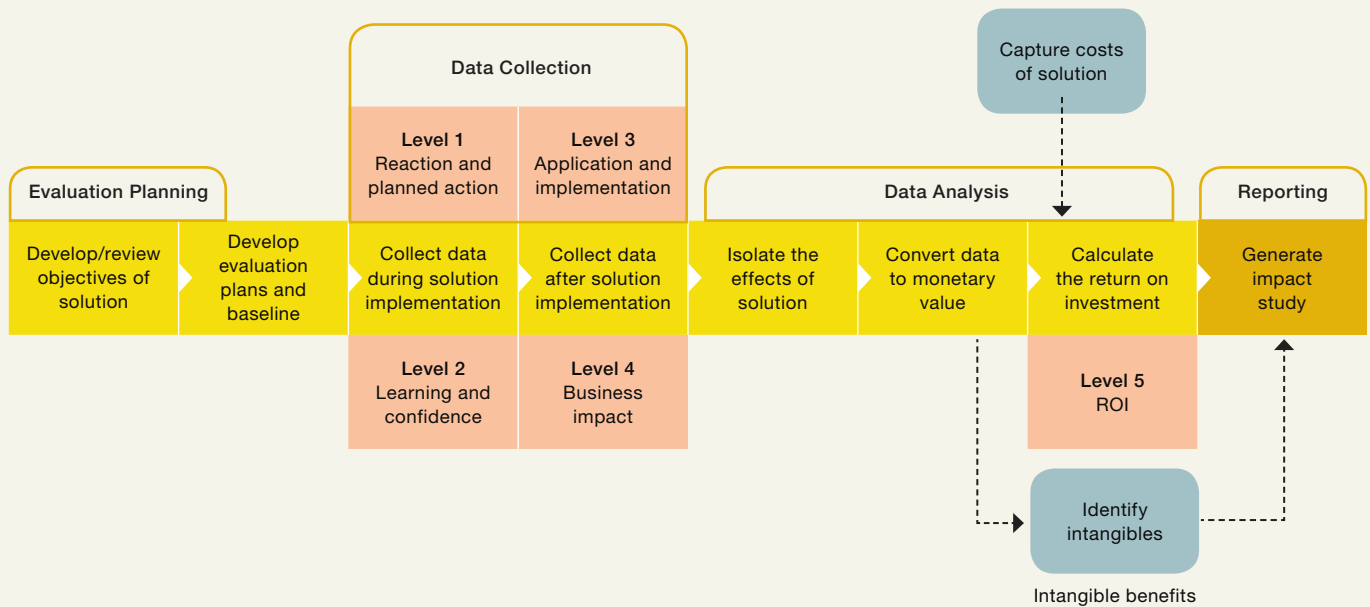 Capture costs
of solution
Data Collection
Level 1
Reaction and
planned action
Level 3
Application and
implementation
Evaluation Planning
Data Analysis
Reporting
Develop/review
objectives of
solution
Develop
evaluation
plans and
baseline
Collect data
during solution
implementation
Collect data
after solution
implementation
Isolate the
effects of
solution
Convert data
to monetary
value
Calculate
the return on
investment
Generate
impact
study
Level 2
Learning and
confidence
Level 4
Business
impact
Level 5
ROI
Identify
intangibles
Intangible benefits